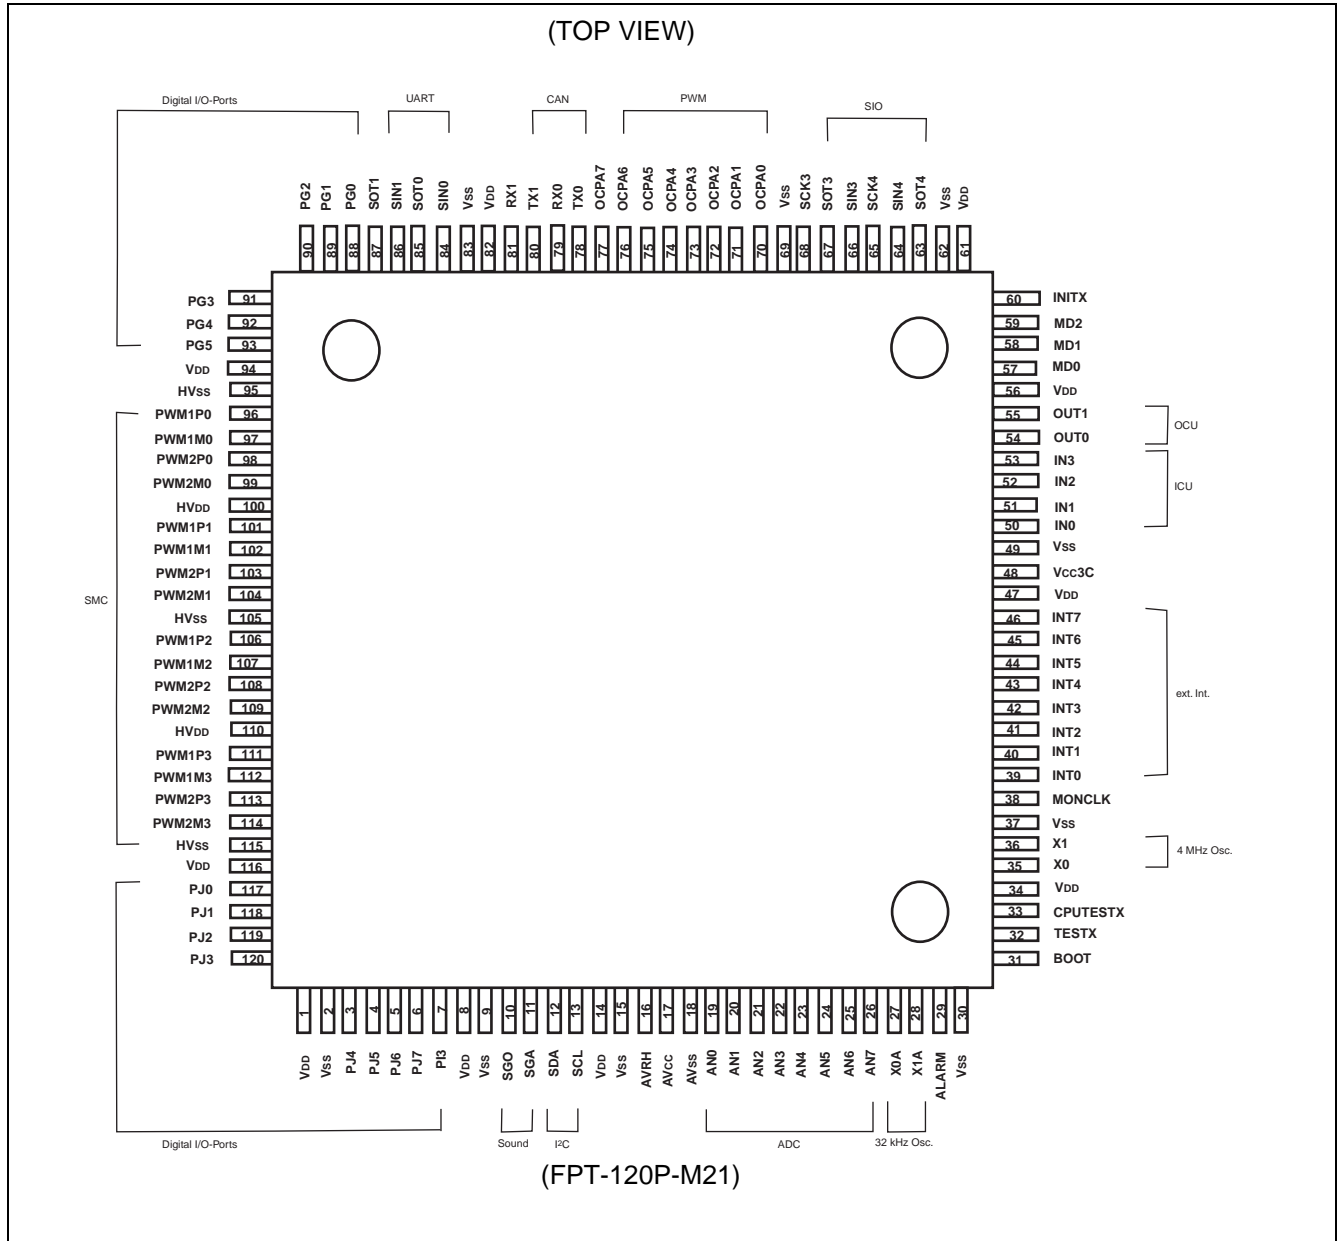 (TOP VIEW)
Digital I/O-Ports
UART
CAN
PWM
SIO
PG2 PG1 PG0 SOT1 SIN1 SOT0 SIN0 VSS VDD RX1 TX1 RX0 TX0 OCPA7 OCPA6 OCPA5 OCPA4 OCPA3 OCPA2 OCPA1 OCPA0 VSS SCK3 SOT3 SIN3 SCK4 SIN4 SOT4 VSS VDD
90 89 88 87 86 85 84 83 82 81 80 79 78 77 76 75 74 73 72 71 70 69 68 67 66 65 64 63 62 61
PG3 91
PG4 92
PG5 93
VDD 94
HVSS 95
PWM1P0 96
PWM1M0 97
PWM2P0 98
PWM2M0 99
HVDD 100
PWM1P1 101
PWM1M1 102
PWM2P1 103
PWM2M1 104
SMC
HVSS 105
PWM1P2 106
PWM1M2 107
PWM2P2 108
PWM2M2 109
HVDD 110
PWM1P3 111
PWM1M3 112
PWM2P3 113
PWM2M3 114
HVSS 115
VDD 116
PJ0 117
PJ1 118
PJ2 119
PJ3 120
60 INITX
59 MD2
58 MD1
57 MD0
56 VDD
55 OUT1
OCU
54 OUT0
53 IN3
52 IN2
ICU
51 IN1
50 IN0
49 VSS
48 VCC3C
47 VDD
46 INT7
45 INT6
44 INT5
43 INT4
ext. Int.
42 INT3
41 INT2
40 INT1
39 INT0
38 MONCLK
37 VSS
36 X1
4 MHz Osc.
35 X0
34 VDD
33 CPUTESTX
32 TESTX
31 BOOT
1 2 3 4 5 6 7 8 9 10 11 12 13 14 15 16 17 18 19 20 21 22 23 24 25 26 27 28 29 30
VDD VSS PJ4 PJ5 PJ6 PJ7 PI3 VDD VSS SGO SGA SDA SCL VDD VSS AVRH AVCC AVSS AN0 AN1 AN2 AN3 AN4 AN5 AN6 AN7 X0A X1A ALARM VSS
Digital I/O-Ports
Sound
I2C
ADC
32 kHz Osc.
(FPT-120P-M21)